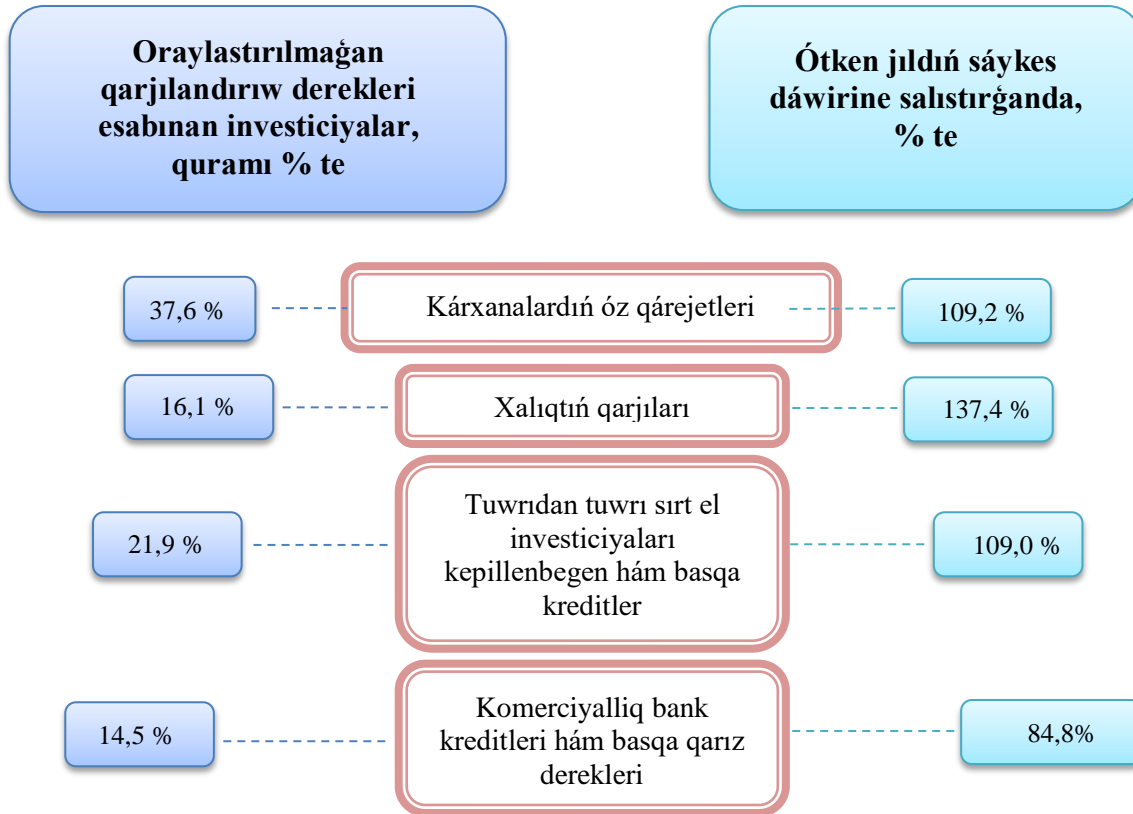 Oraylastırılmaģan
qarjılandırıw derekleri
esabınan investiciyalar,
quramı % te
Ótken jıldıń sáykes
dáwirine salıstırģanda,
% te
37,6 %
Kárxanalardıń óz qárejetleri
109,2 %
16,1 %
Xalıqtıń qarjıları
137,4 %
21,9 %
Tuwrıdan tuwrı sırt el
investiciyaları
kepillenbegen hám basqa
kreditler
109,0 %
14,5 %
Komerciyalliq bank
kreditleri hám basqa qarız
derekleri
84,8%